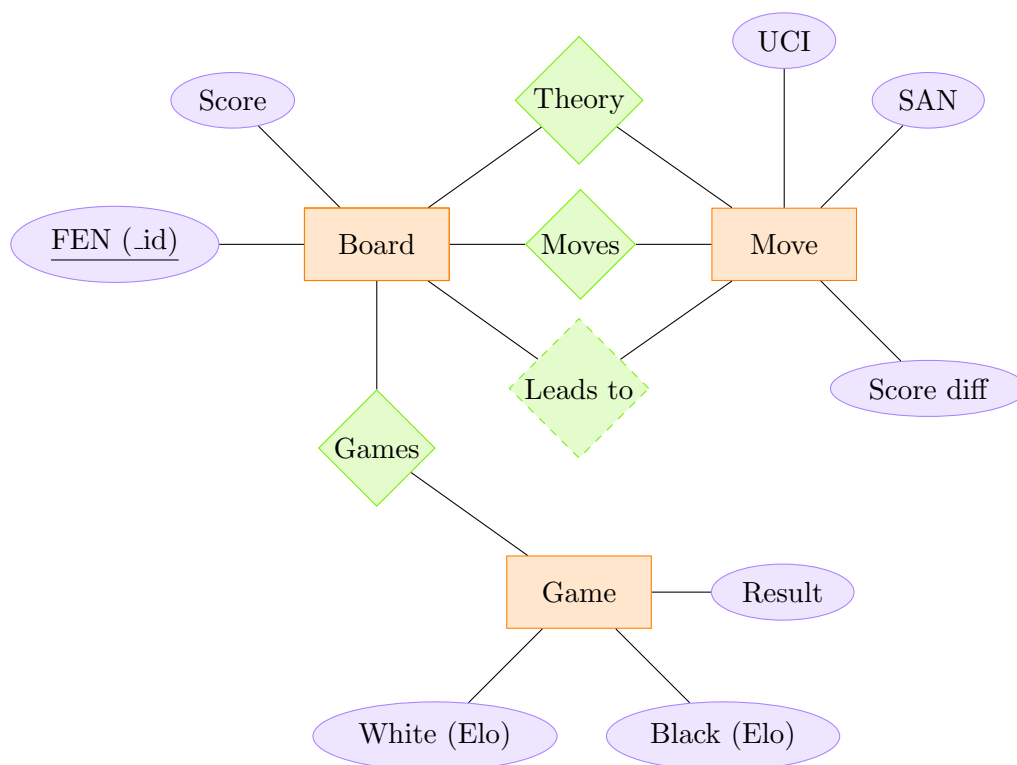 UCI
Score
Theory
SAN
FEN (_id)
Board
Moves
Move
Leads to
Score diff
Games
Game
Result
White (Elo)
Black (Elo)